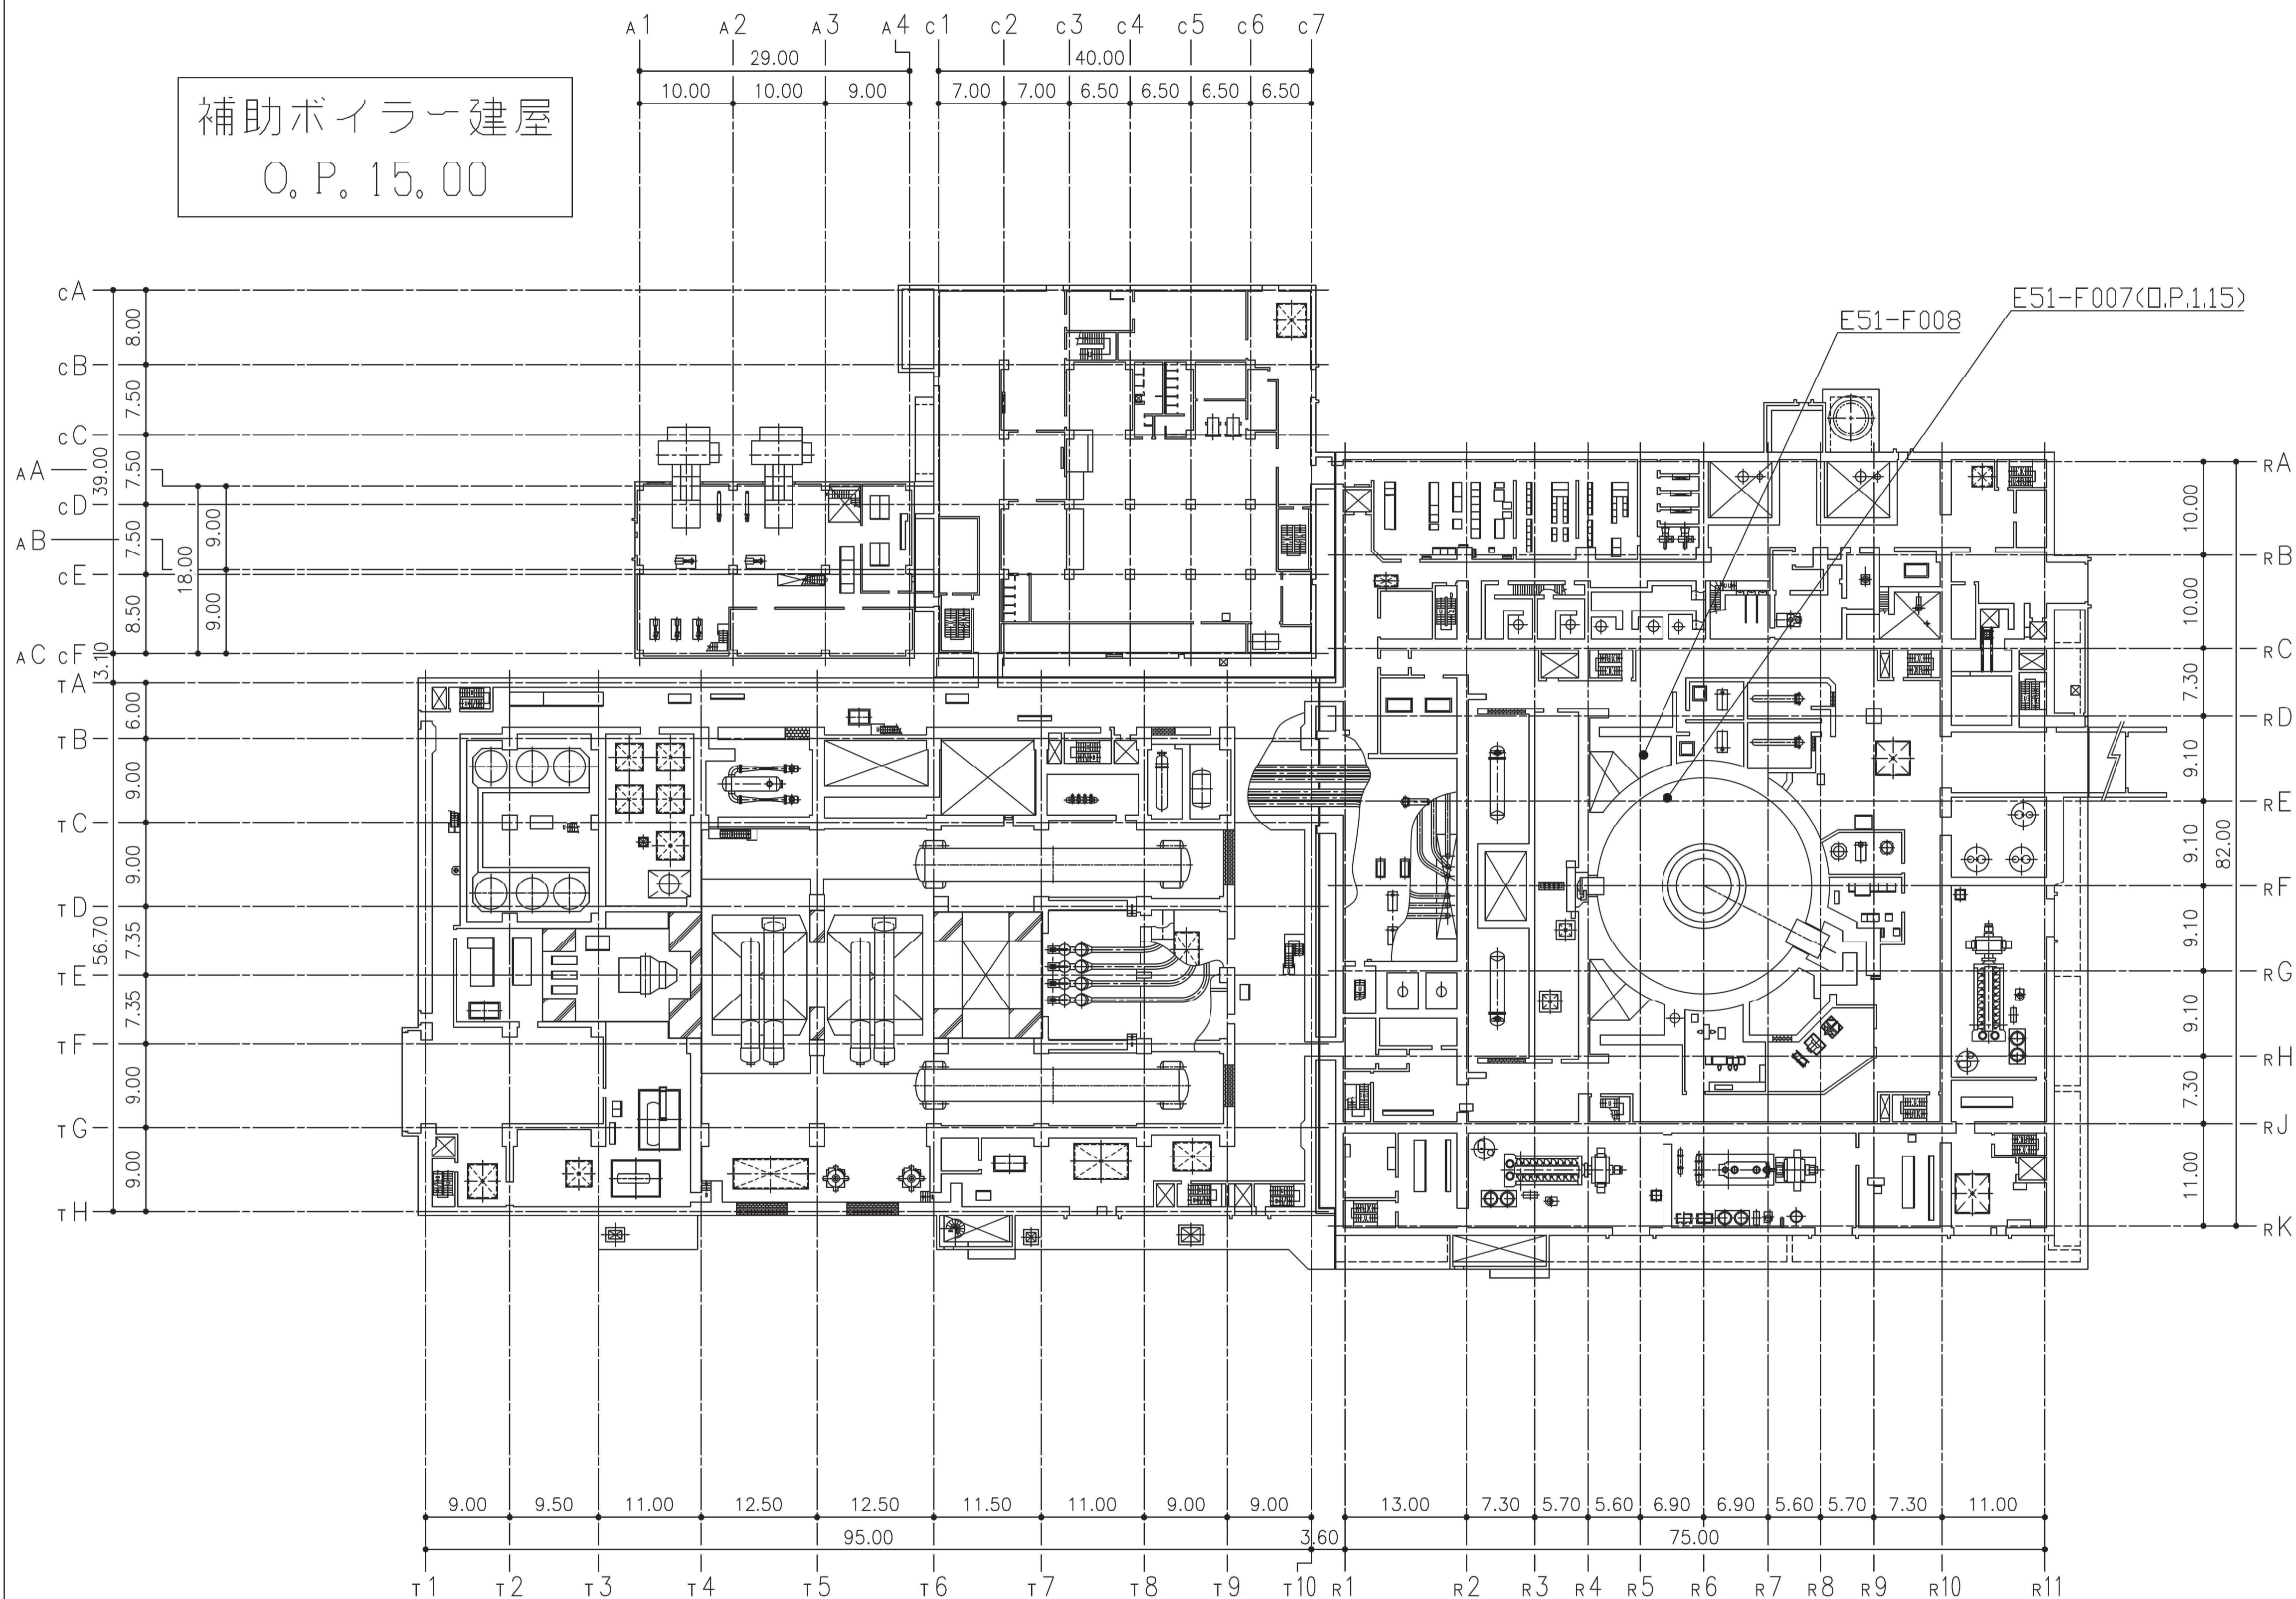 A1 A2 A3 A4 C1 C2 C3 C4 C5 C6 C7
29.00 40.00
10.00 10.00 9.00 7.00 7.00 6.50 6.50 6.50 6.50
補助ボイラー建屋
O.P.15.00
E51-F007(O.P.1.15)
E51-F008
CA
8.00
CB
7.50
CC
39.00
7.50
AA
CD
7.50
AB
CE
8.50
9.00
18.00
9.00
AC CF
3.10
TA
6.00
TB
9.00
TC
9.00
TD
7.35
56.70
TE
7.35
TF
9.00
TG
9.00
TH
RA
10.00
RB
10.00
RC
7.30
RD
9.10
RE
9.10
82.00
RF
9.10
RG
9.10
RH
7.30
RJ
11.00
RK
9.00 9.50 11.00 12.50 12.50 11.50 11.00 9.00 9.00 13.00 7.30 5.70 5.60 6.90 6.90 5.60 5.70 7.30 11.00
95.00 3.60 75.00
T1 T2 T3 T4 T5 T6 T7 T8 T9 T10 R1 R2 R3 R4 R5 R6 R7 R8 R9 R10 R11